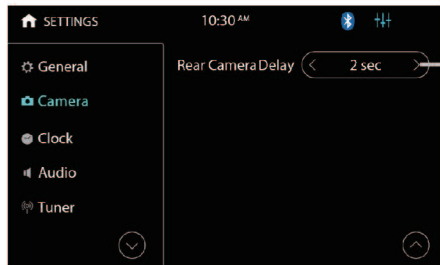 SETTINGS 10:30 AM
General
Rear Camera Delay 2 sec
Camera
Clock
Audio
Tuner